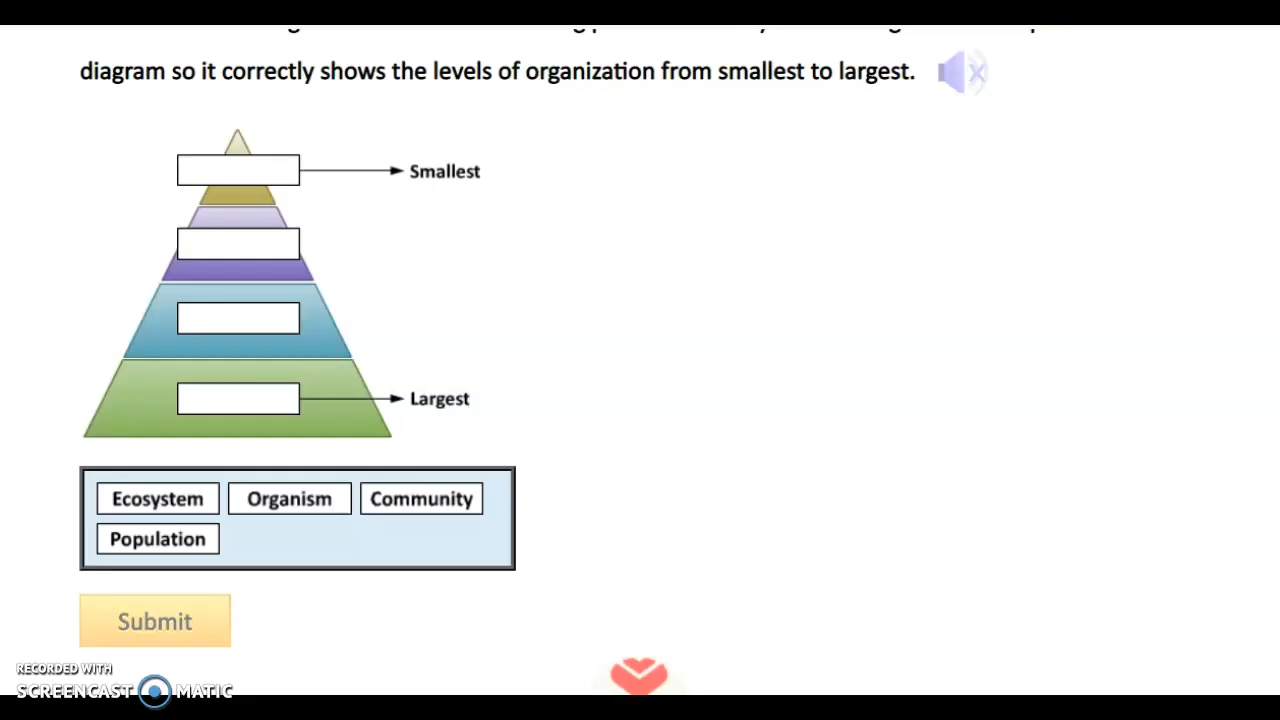 diagram so it correctly shows the levels of organization from smallest to largest.
Smallest
Largest
Ecosystem Organism Community
Population
Submit
RECORDED WITH
SCREENCAST MATIC